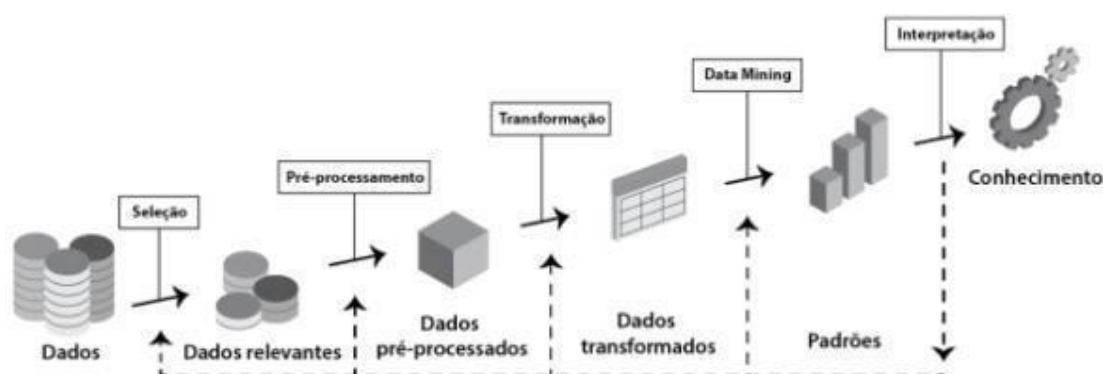 Interpretação
Data Mining
Transformação
Pré-processamento
Seleção
Conhecimento
Padrões
Dados
transformados
Dados
pré-processados
Dados relevantes
Dados